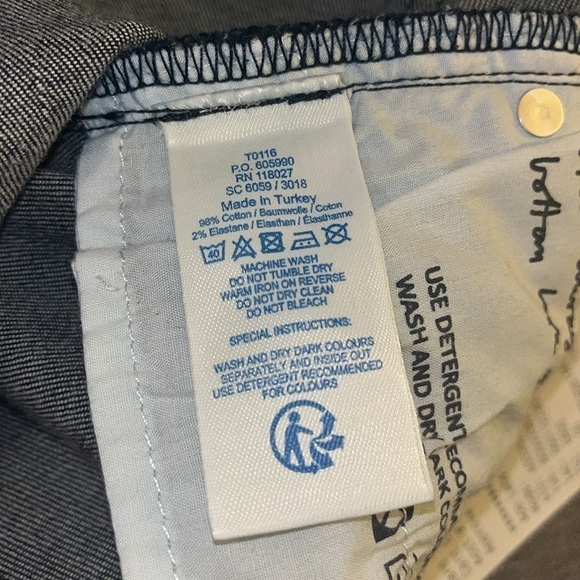 T0116
P.O. 605990
RN 118027
SC 6059 / 3018
Made in Turkey
98% Cotton / Baumwolle / Coton
2% Elastane / Elasthan / Élasthanne
40
MACHINE WASH
DO NOT TUMBLE DRY
WARM IRON ON REVERSE
DO NOT DRY CLEAN
DO NOT BLEACH
SPECIAL INSTRUCTIONS:
WASH AND DRY DARK COLOURS
SEPARATELY AND INSIDE OUT
USE DETERGENT RECOMMENDED
FOR COLOURS
bottom
USE DETERGENT
WASH AND DRY